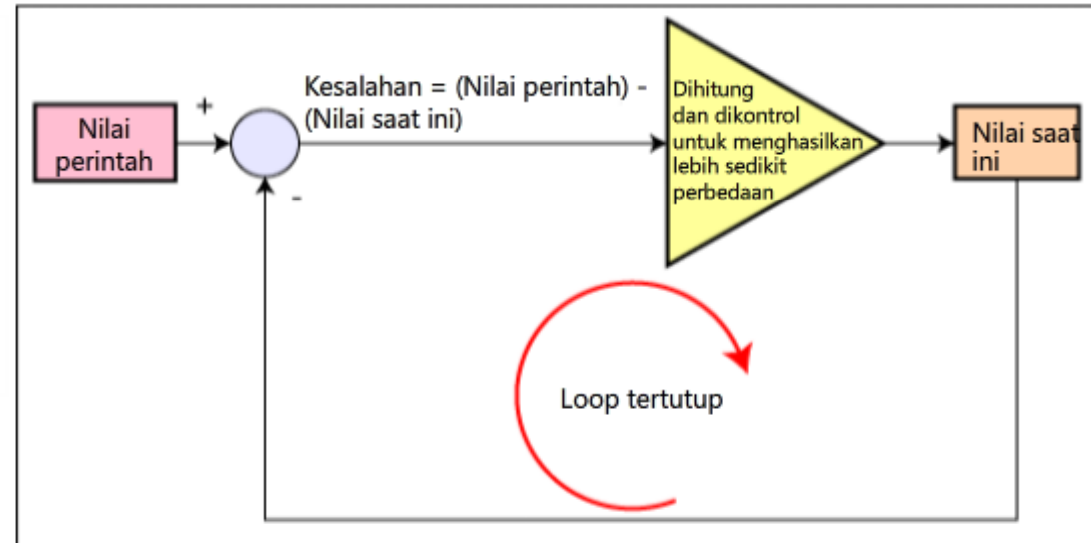 Nilai
perintah
+
-
Kesalahan = (Nilai perintah) -
(Nilai saat ini)
Dihitung
dan dikontrol
untuk menghasilkan
lebih sedikit
perbedaan
Nilai saat
ini
Loop tertutup